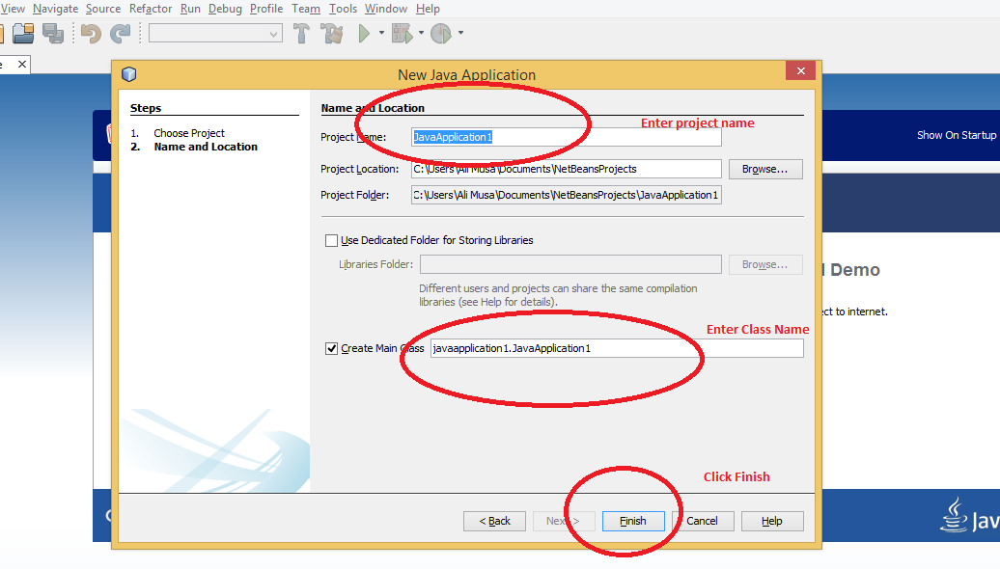 View Navigate Source Refactor Run Debug Profile Team Tools Window Help
New Java Application
Steps
1. Choose Project
2. Name and Location
Name and Location
Enter project name
Project Name: JavaApplication1
Project Location: C:\Users\Ali Musa\Documents\NetBeansProjects Browse...
Project Folder: C:\Users\Ali Musa\Documents\NetBeansProjects\JavaApplication1
Use Dedicated Folder for Storing Libraries
Libraries Folder: Browse...
Different users and projects can share the same compilation
libraries (see Help for details).
Enter Class Name
Create Main Class javaapplication1.JavaApplication1
Click Finish
< Back Next > Finish Cancel Help
Show On Startup
Demo
to internet.
Jav